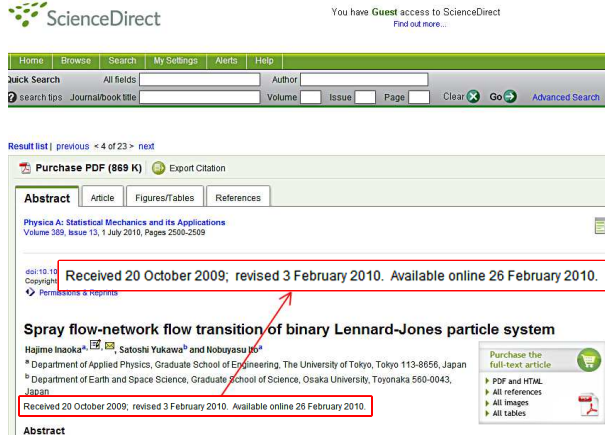 ScienceDirect
You have Guest access to ScienceDirect
Find out more...
Home Browse Search My Settings Alerts Help
Quick Search All fields Author
? search tips Journal/book title Volume Issue Page Clear Go Advanced Search
Result list | previous < 4 of 23 > next
Purchase PDF (869 K) Export Citation
Abstract Article Figures/Tables References
Physica A: Statistical Mechanics and its Applications
Volume 389, Issue 13, 1 July 2010, Pages 2500-2509
doi:10.10
Received 20 October 2009; revised 3 February 2010. Available online 26 February 2010.
Copyright
Permissions & Reprints
Spray flow-network flow transition of binary Lennard-Jones particle system
Hajime Inaoka a, , Satoshi Yukawa b and Nobuyasu Ito a
a Department of Applied Physics, Graduate School of Engineering, The University of Tokyo, Tokyo 113-8656, Japan
b Department of Earth and Space Science, Graduate School of Science, Osaka University, Toyonaka 560-0043,
Japan
Received 20 October 2009; revised 3 February 2010. Available online 26 February 2010.
Purchase the
full-text article
PDF and HTML
All references
All images
All tables
Abstract